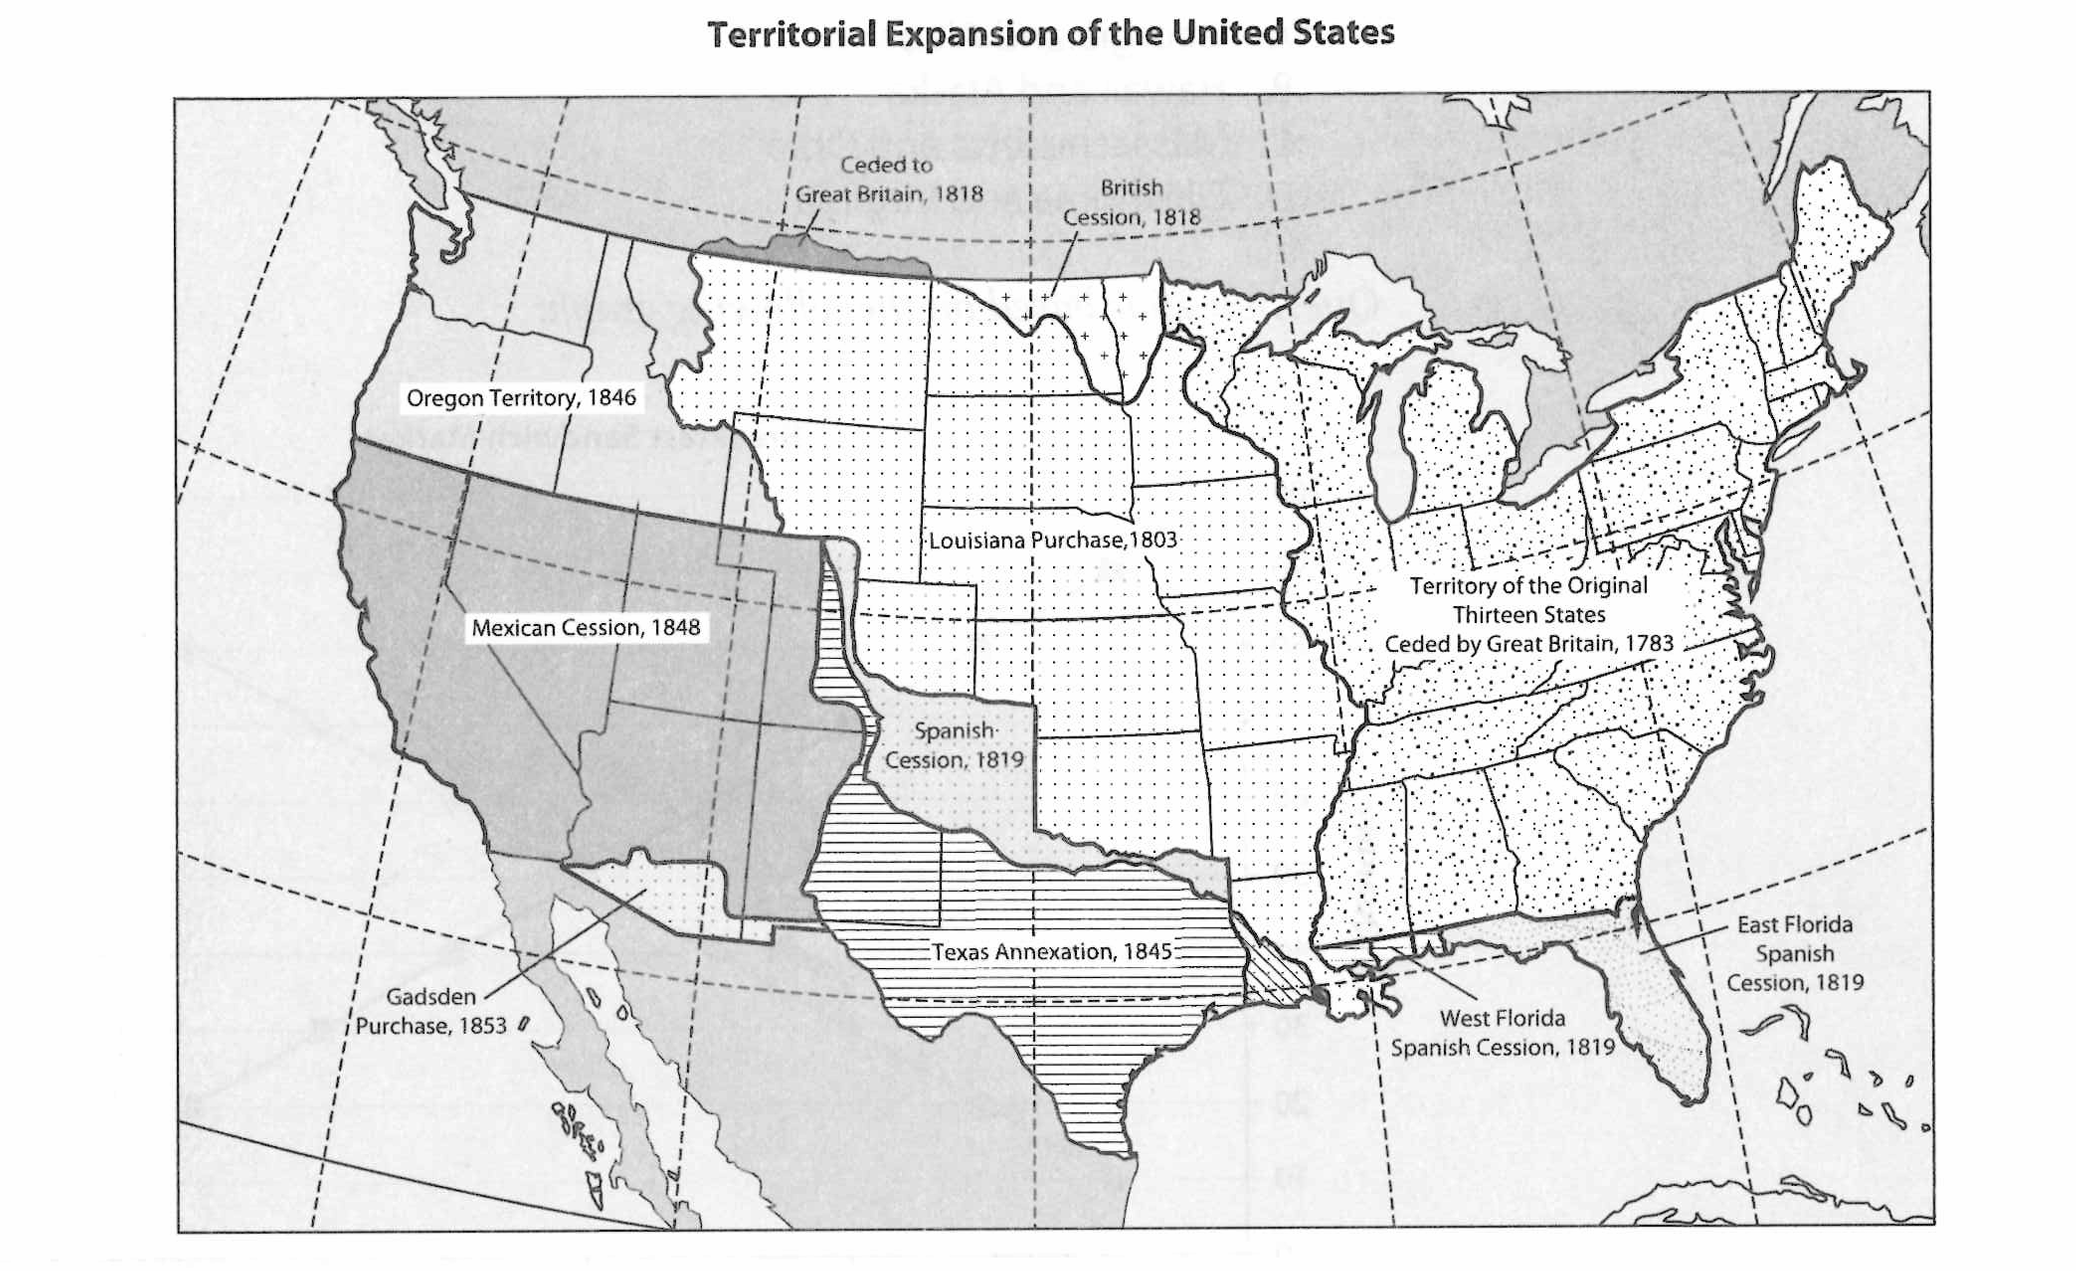 Territorial Expansion of the United States
Ceded to
Great Britain, 1818
British
Cession, 1818
Oregon Territory, 1846
Louisiana Purchase,1803
Territory of the Original
Thirteen States
Ceded by Great Britain, 1783
Mexican Cession, 1848
Spanish
Cession, 1819
Texas Annexation, 1845
Gadsden
Purchase, 1853
East Florida
Spanish
Cession, 1819
West Florida
Spanish Cession, 1819